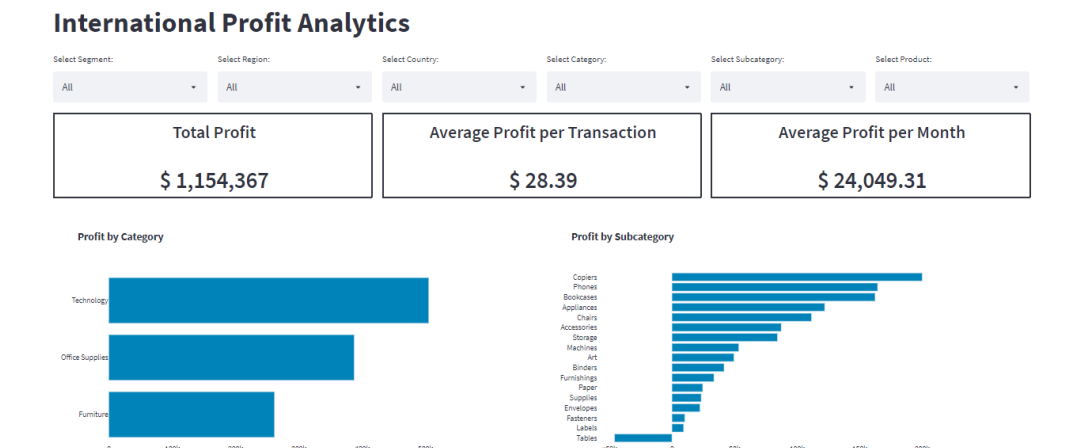 International Profit Analytics
Select Segment: Select Region: Select Country: Select Category: Select Subcategory: Select Product:
All All All All All All
Total Profit Average Profit per Transaction Average Profit per Month
$ 1,154,367 $ 28.39 $ 24,049.31
Profit by Category Profit by Subcategory
Technology
Office Supplies
Furniture
Copiers
Phones
Bookcases
Appliances
Chairs
Accessories
Storage
Machines
Art
Binders
Furnishings
Paper
Supplies
Envelopes
Fasteners
Labels
Tables